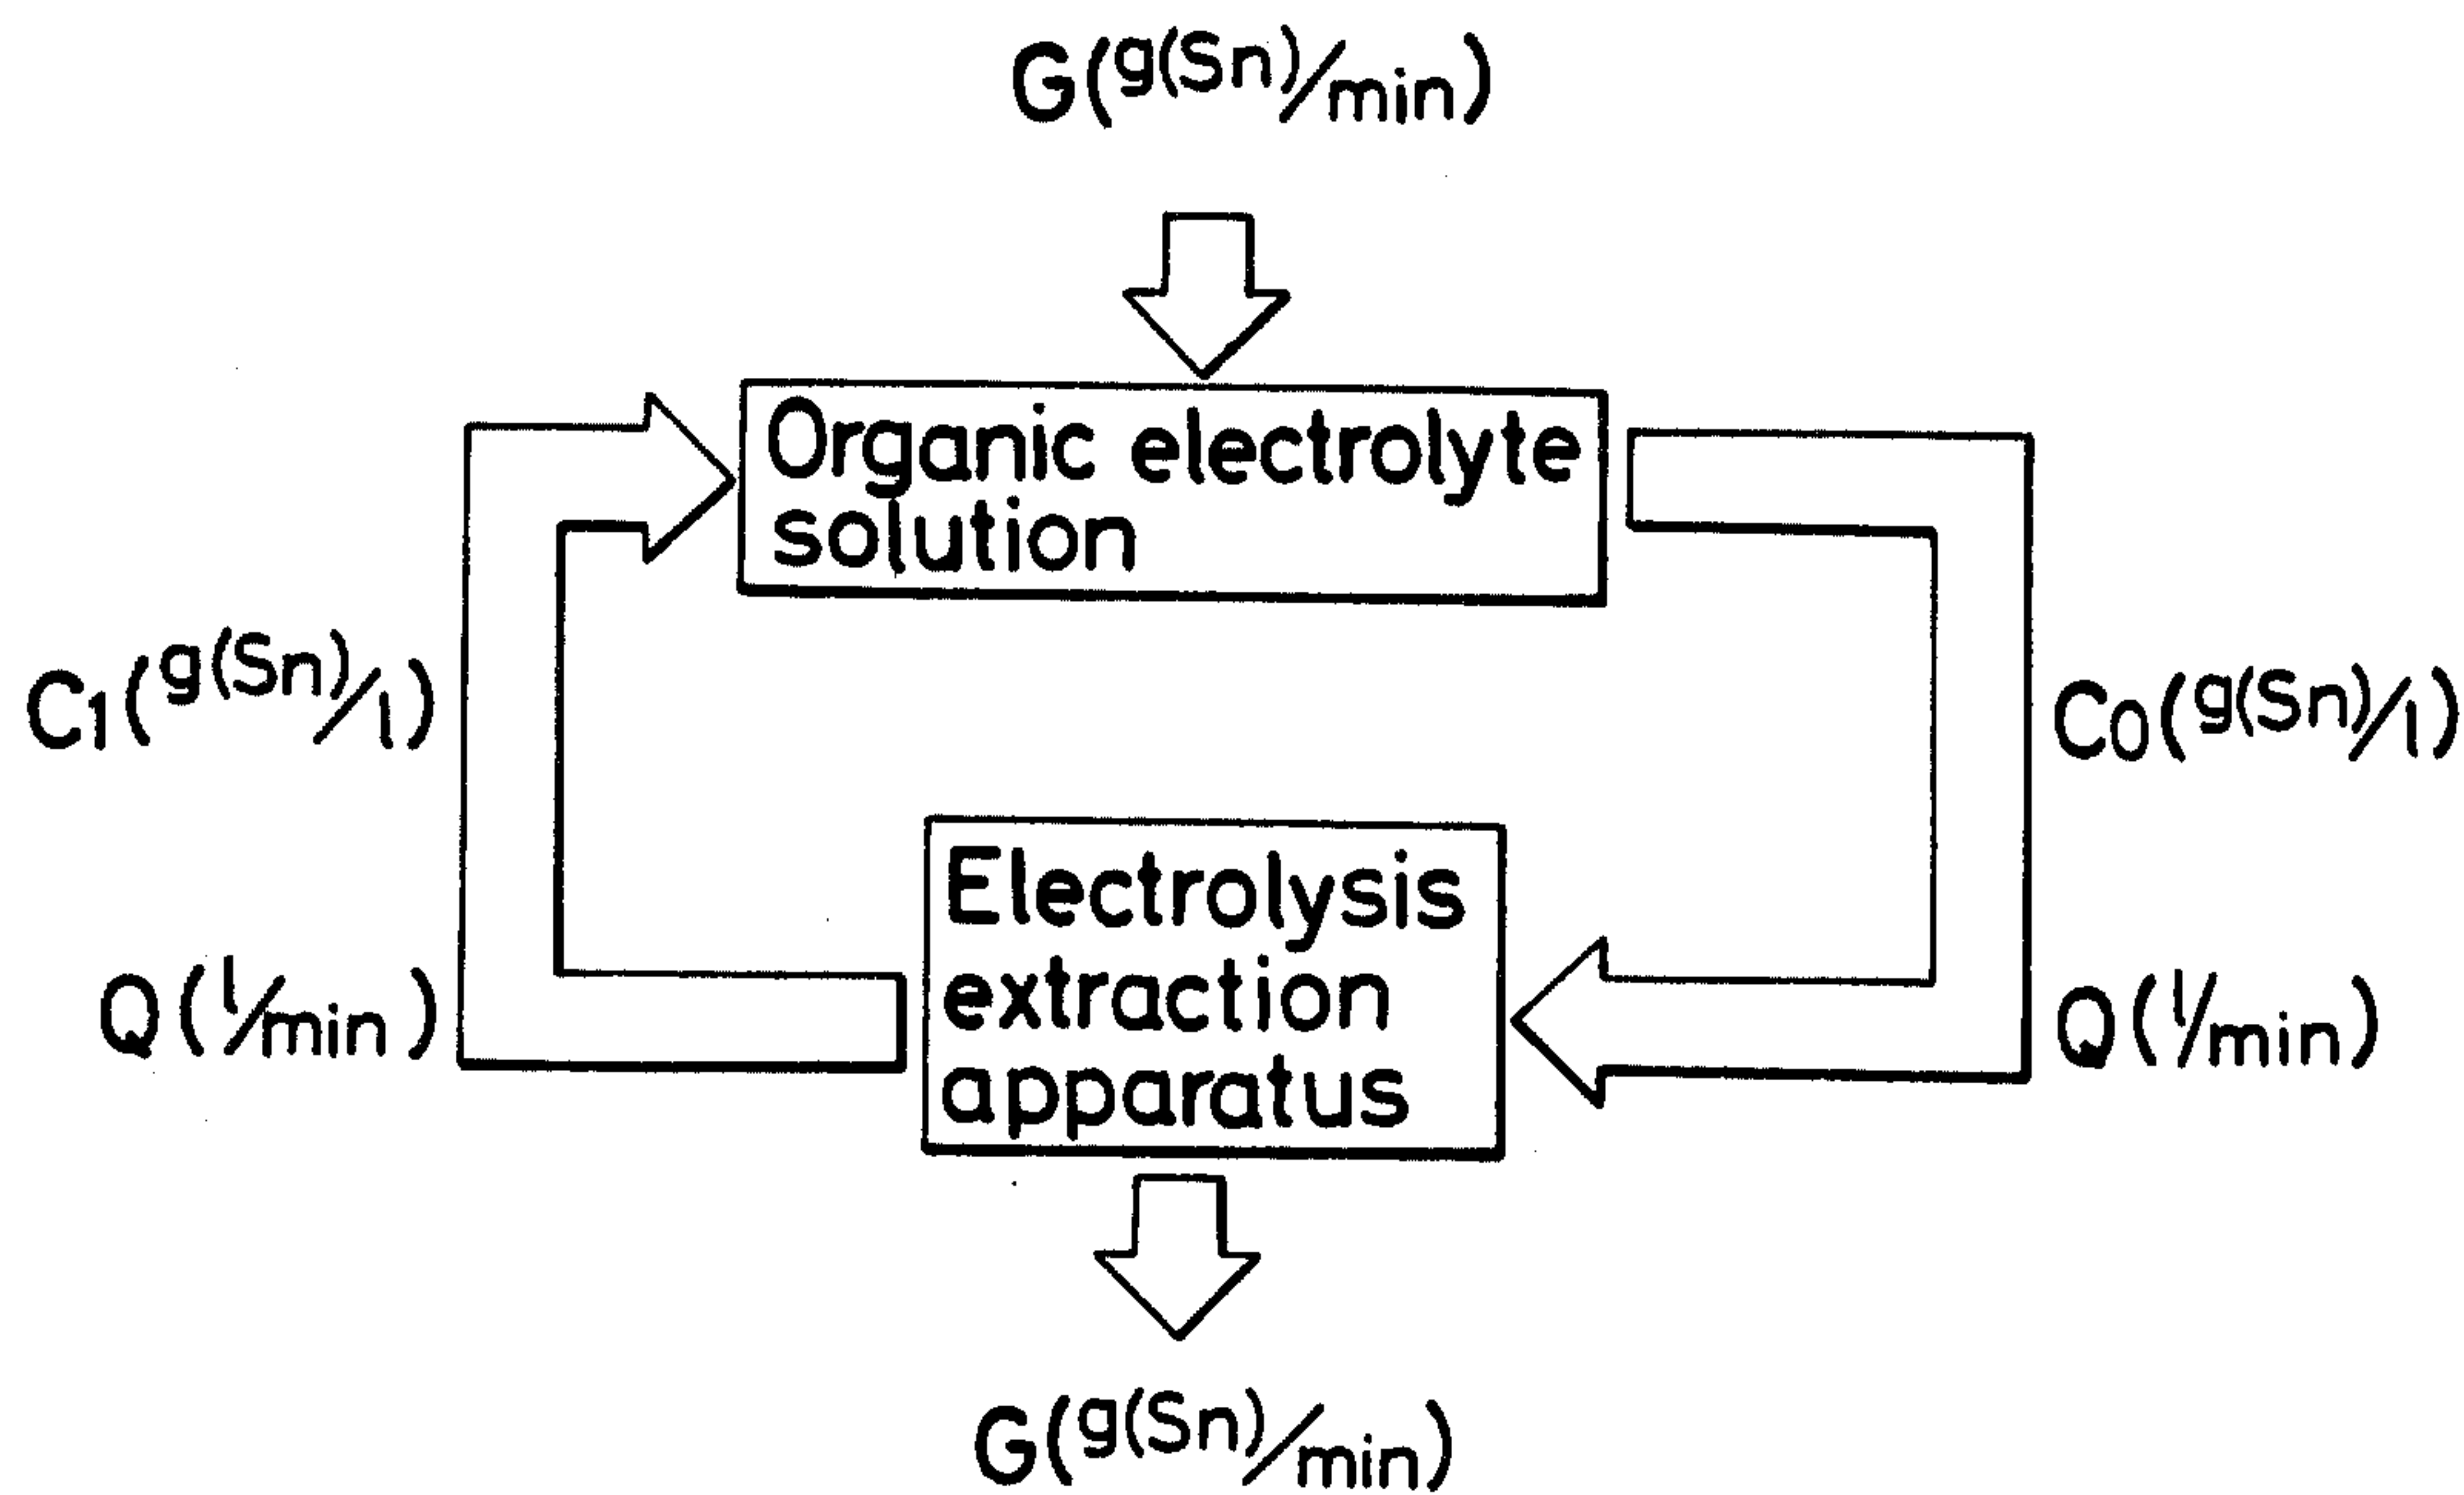 G(g(Sn)/min)
Organic electrolyte
solution
C1(g(Sn)/l)
C0(g(Sn)/l)
Electrolysis
extraction
apparatus
Q(l/min)
Q(l/min)
G(g(Sn)/min)